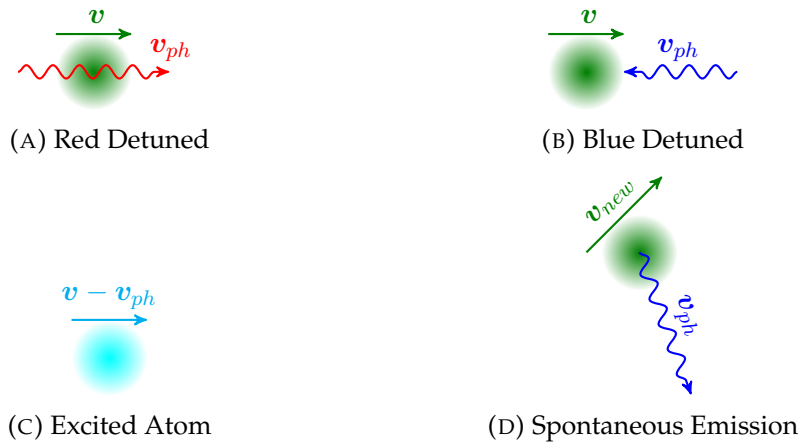 v
v_ph
(A) Red Detuned
v
v_ph
(B) Blue Detuned
v − v_ph
(C) Excited Atom
v_new
v_ph
(D) Spontaneous Emission